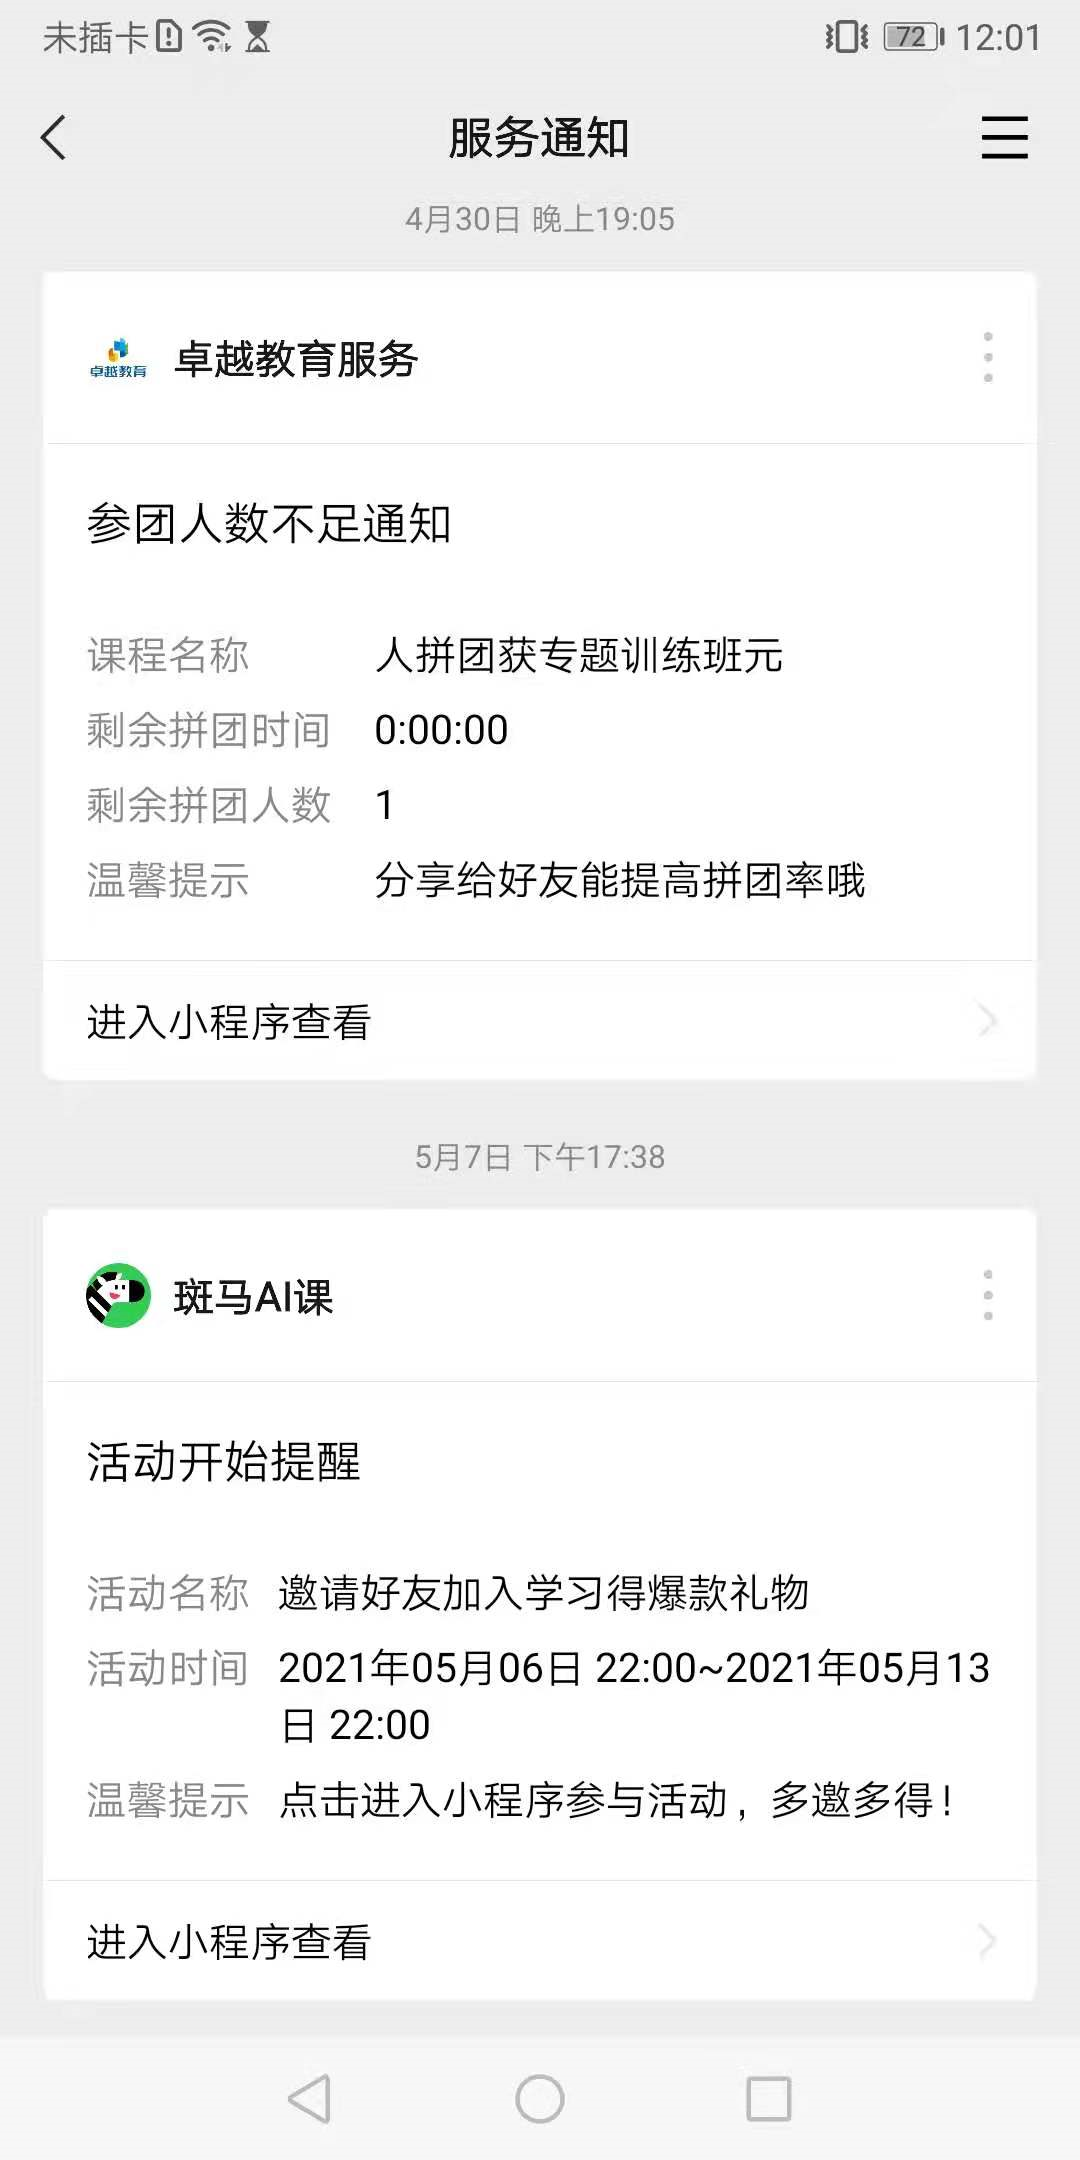 未插卡 72 12:01
服务通知
4月30日 晚上19:05
卓越教育 卓越教育服务
参团人数不足通知
课程名称 人拼团获专题训练班元
剩余拼团时间 0:00:00
剩余拼团人数 1
温馨提示 分享给好友能提高拼团率哦
进入小程序查看
5月7日 下午17:38
斑马AI课
活动开始提醒
活动名称 邀请好友加入学习得爆款礼物
活动时间 2021年05月06日 22:00~2021年05月13
日 22:00
温馨提示 点击进入小程序参与活动，多邀多得！
进入小程序查看